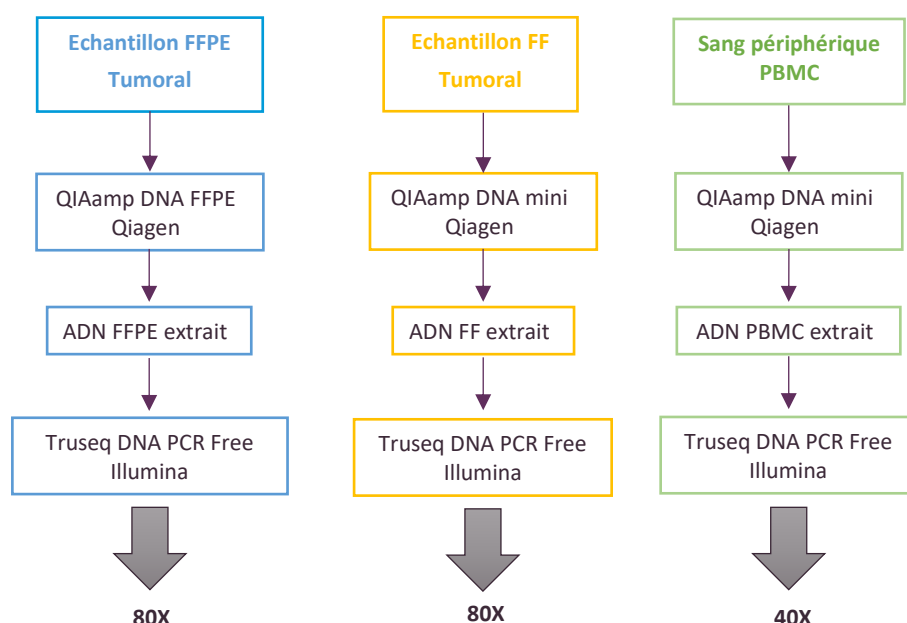 Echantillon FFPE
Tumoral
QIAamp DNA FFPE
Qiagen
ADN FFPE extrait
Truseq DNA PCR Free
Illumina
80X
Echantillon FF
Tumoral
QIAamp DNA mini
Qiagen
ADN FF extrait
Truseq DNA PCR Free
Illumina
80X
Sang périphérique
PBMC
QIAamp DNA mini
Qiagen
ADN PBMC extrait
Truseq DNA PCR Free
Illumina
40X